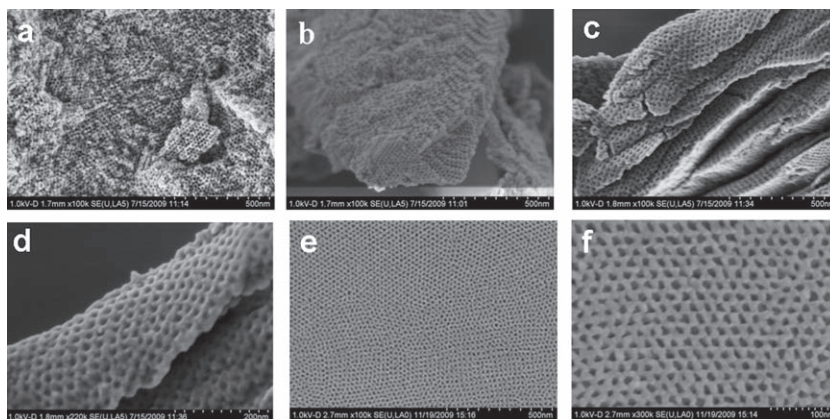 a
b
c
1.0kV-D 1.7mm x100k SE(U,LA5) 7/15/2009 11:14 500nm
1.0kV-D 1.7mm x100k SE(U,LA5) 7/15/2009 11:01 500nm
1.0kV-D 1.8mm x100k SE(U,LA5) 7/15/2009 11:34 500nm
d
e
f
1.0kV-D 1.8mm x220k SE(U,LA5) 7/15/2009 11:36 200nm
1.0kV-D 2.7mm x100k SE(U,LA0) 11/19/2009 15:16 500nm
1.0kV-D 2.7mm x300k SE(U,LA0) 11/19/2009 15:14 100nm